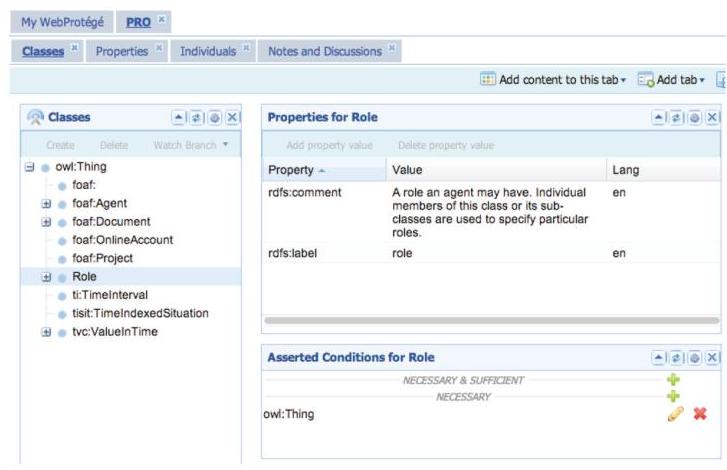 My WebProtégé PRO
Classes Properties Individuals Notes and Discussions
Add content to this tab Add tab
Classes
Create Delete Watch Branch
owl:Thing
foaf:
foaf:Agent
foaf:Document
foaf:OnlineAccount
foaf:Project
Role
ti:TimeInterval
tisit:TimeIndexedSituation
tvc:ValueInTime
Properties for Role
Add property value Delete property value
Property Value Lang
rdfs:comment A role an agent may have. Individual en
members of this class or its sub-
classes are used to specify particular
roles.
rdfs:label role en
Asserted Conditions for Role
NECESSARY & SUFFICIENT
NECESSARY
owl:Thing